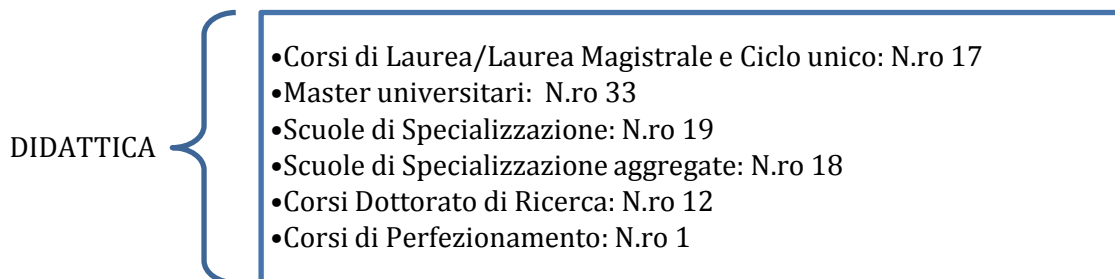 DIDATTICA
•Corsi di Laurea/Laurea Magistrale e Ciclo unico: N.ro 17
•Master universitari:  N.ro 33
•Scuole di Specializzazione: N.ro 19
•Scuole di Specializzazione aggregate: N.ro 18
•Corsi Dottorato di Ricerca: N.ro 12
•Corsi di Perfezionamento: N.ro 1